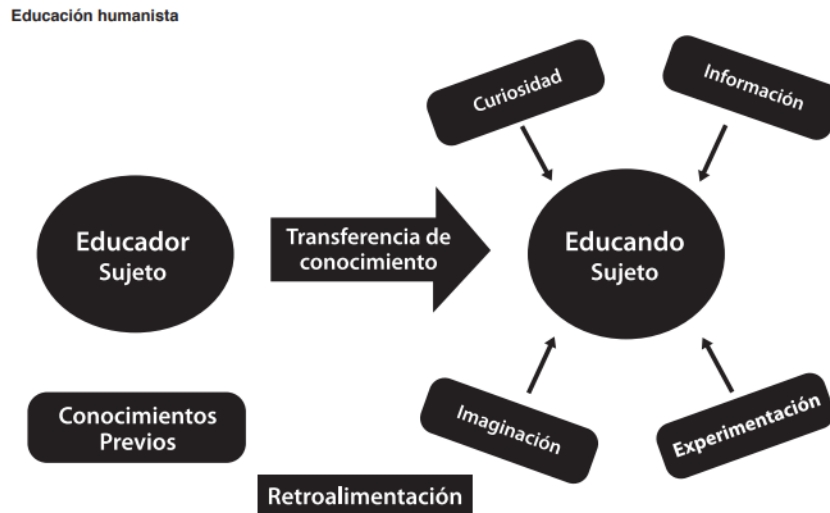 Educación humanista
Curiosidad
Información
Educador
Sujeto
Transferencia de
conocimiento
Educando
Sujeto
Conocimientos
Previos
Imaginación
Experimentación
Retroalimentación